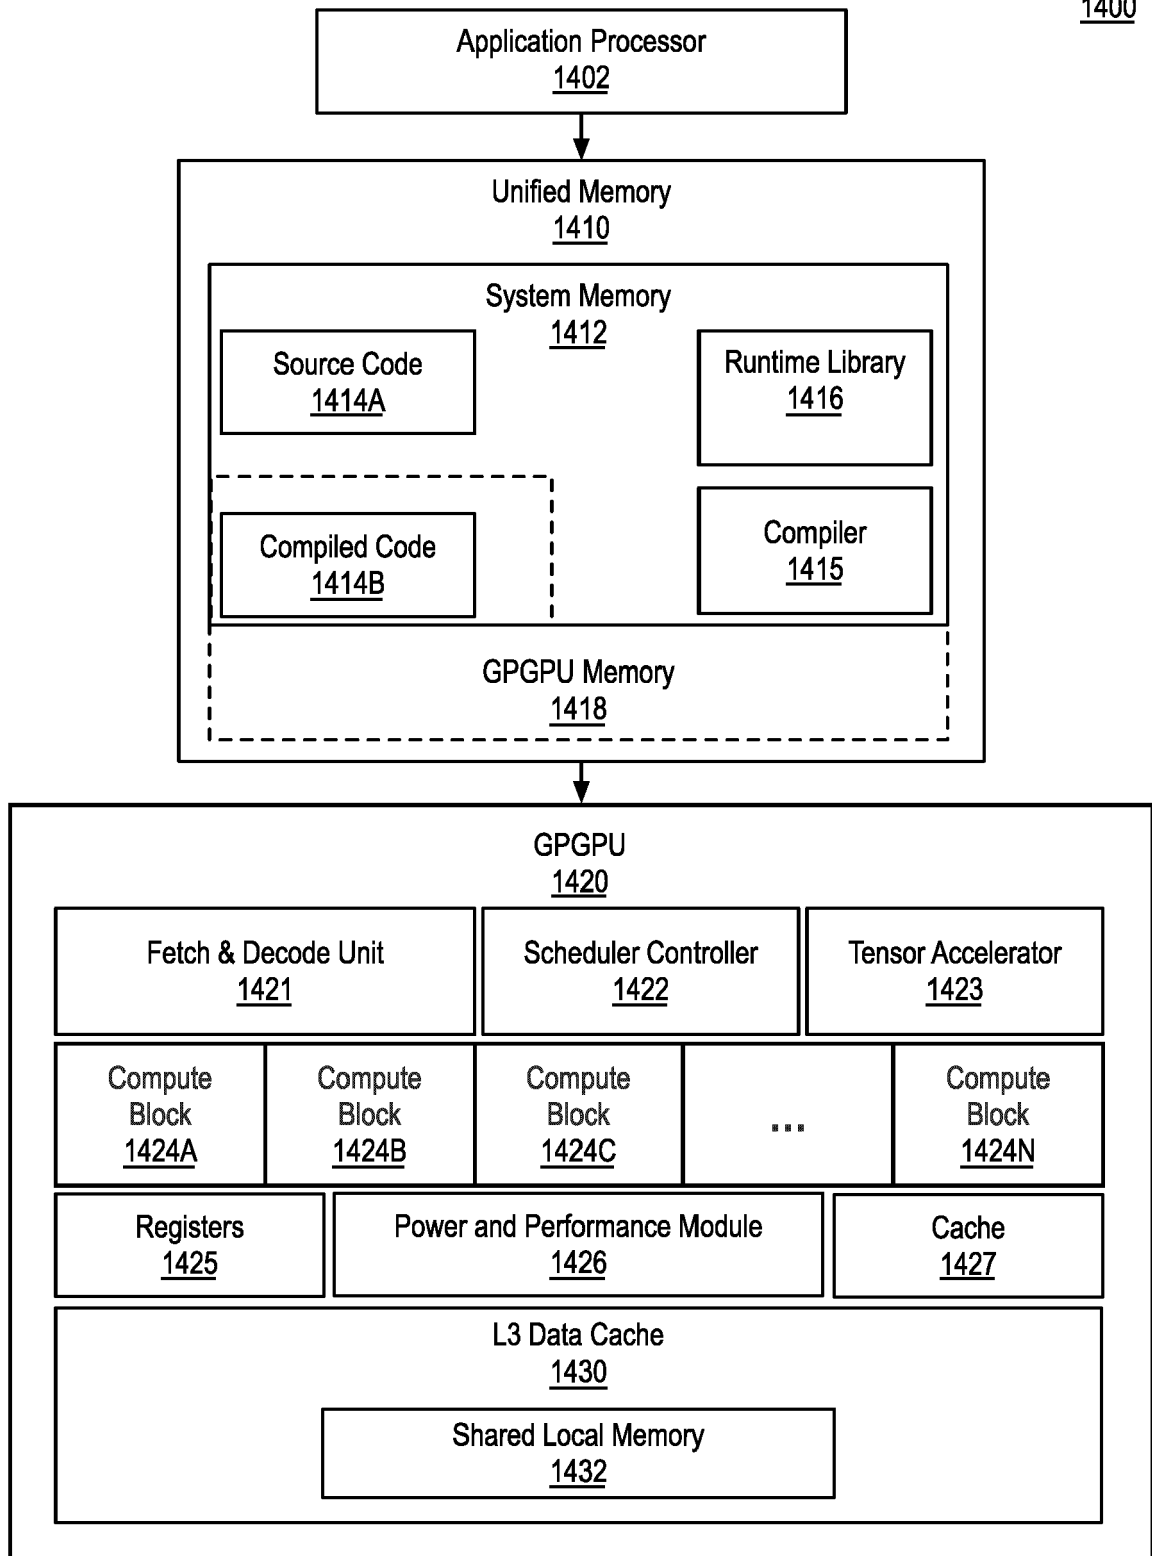 1400
Application Processor
1402
Unified Memory
1410
System Memory
1412
Source Code
1414A
Runtime Library
1416
Compiled Code
1414B
Compiler
1415
GPGPU Memory
1418
GPGPU
1420
Fetch & Decode Unit
1421
Scheduler Controller
1422
Tensor Accelerator
1423
Compute
Block
1424A
Compute
Block
1424B
Compute
Block
1424C
...
Compute
Block
1424N
Registers
1425
Power and Performance Module
1426
Cache
1427
L3 Data Cache
1430
Shared Local Memory
1432